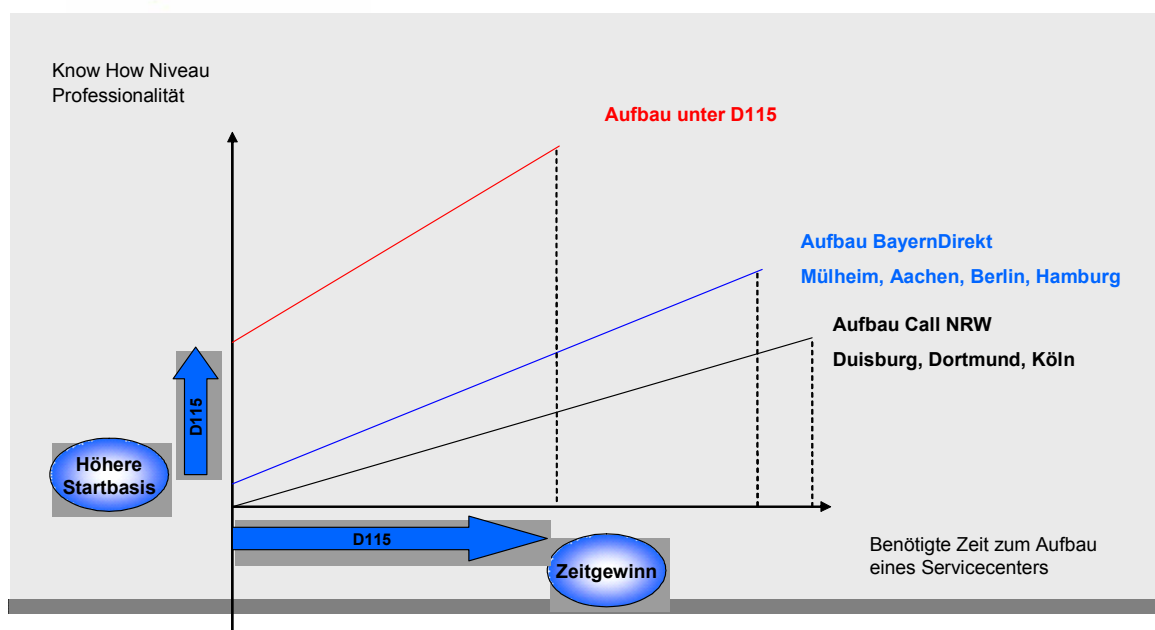 Know How Niveau
Professionalität
Aufbau unter D115
Aufbau BayernDirekt
Mülheim, Aachen, Berlin, Hamburg
Aufbau Call NRW
Duisburg, Dortmund, Köln
D115
Höhere
Startbasis
D115
Zeitgewinn
Benötigte Zeit zum Aufbau
eines Servicecenters